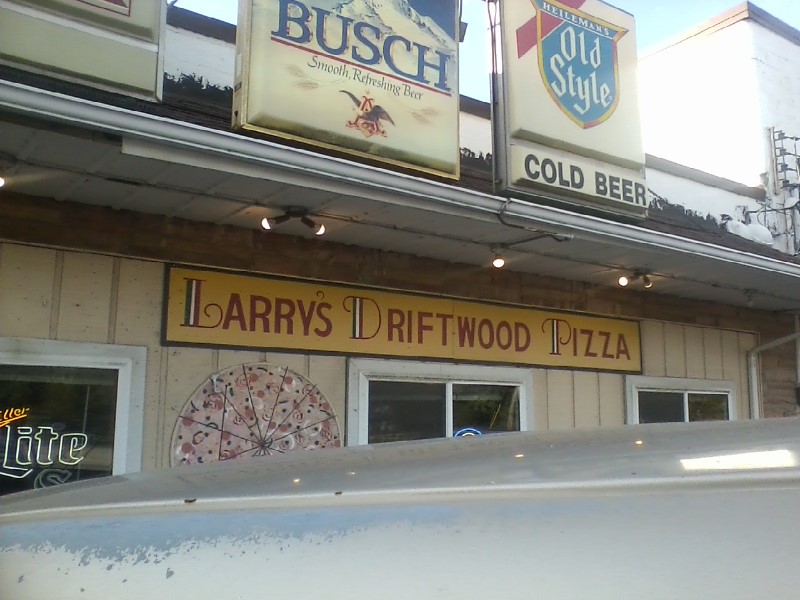 BUSCH
Smooth, Refreshing Beer
HEILEMAN'S
Old
Style
COLD BEER
LARRY'S DRIFTWOOD PIZZA
Lite